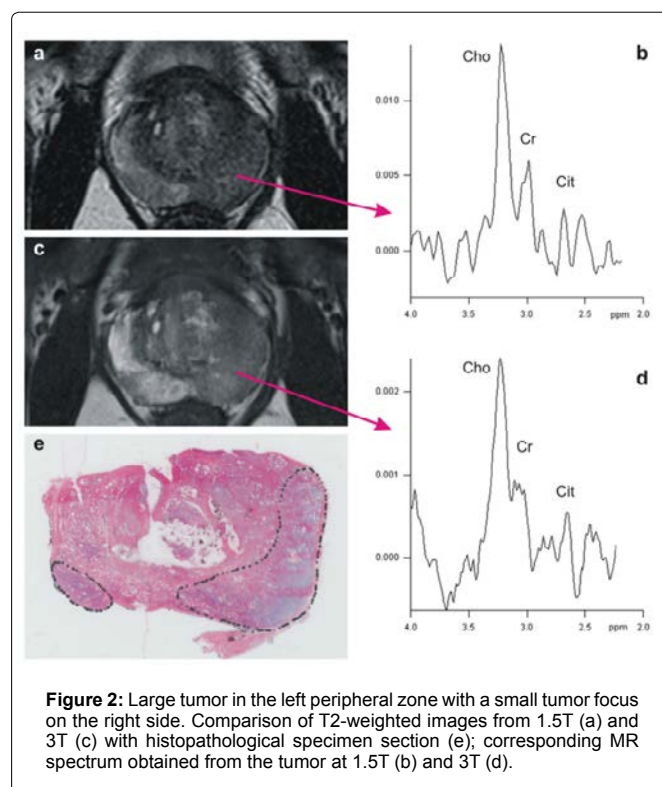 a
b
Cho
Cr
Cit
0.010
0.005
0.000
4.0 3.5 3.0 2.5 ppm 2.0
c
d
Cho
Cr
Cit
0.002
0.001
0.000
4.0 3.5 3.0 2.5 ppm 2.0
e
Figure 2: Large tumor in the left peripheral zone with a small tumor focus
on the right side. Comparison of T2-weighted images from 1.5T (a) and
3T (c) with histopathological specimen section (e); corresponding MR
spectrum obtained from the tumor at 1.5T (b) and 3T (d).